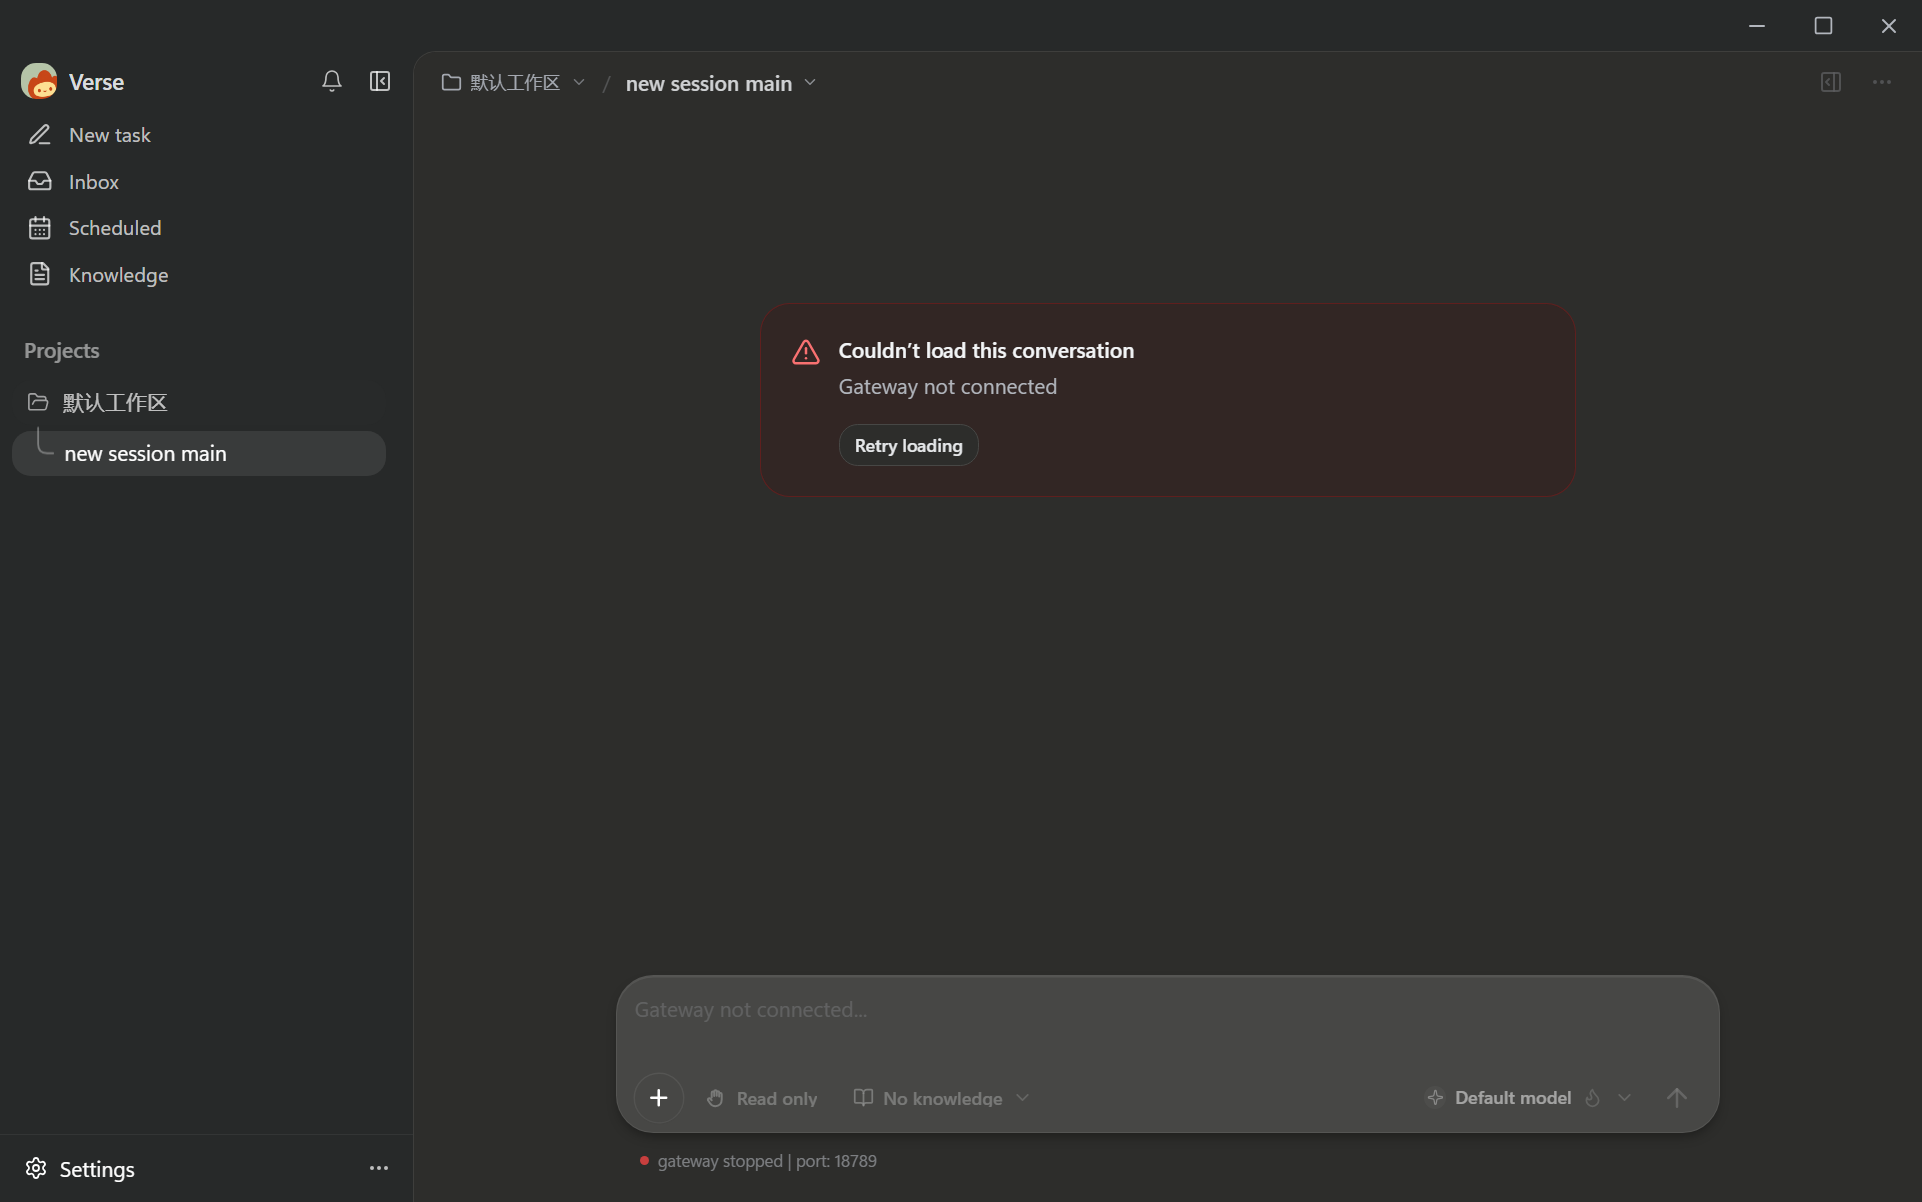 Verse
New task
Inbox
Scheduled
Knowledge
Projects
默认工作区
new session main
Settings
默认工作区 / new session main
Couldn’t load this conversation
Gateway not connected
Retry loading
Gateway not connected...
Read only No knowledge Default model
gateway stopped | port: 18789